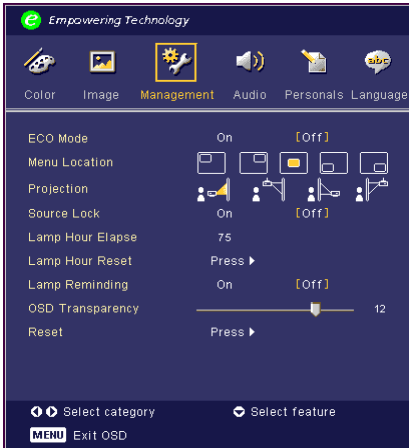 e Empowering Technology
abc
Color Image Management Audio Personals Language
ECO Mode On [Off]
Menu Location
Projection
Source Lock On [Off]
Lamp Hour Elapse 75
Lamp Hour Reset Press
Lamp Reminding On [Off]
OSD Transparency 12
Reset Press
Select category Select feature
MENU Exit OSD